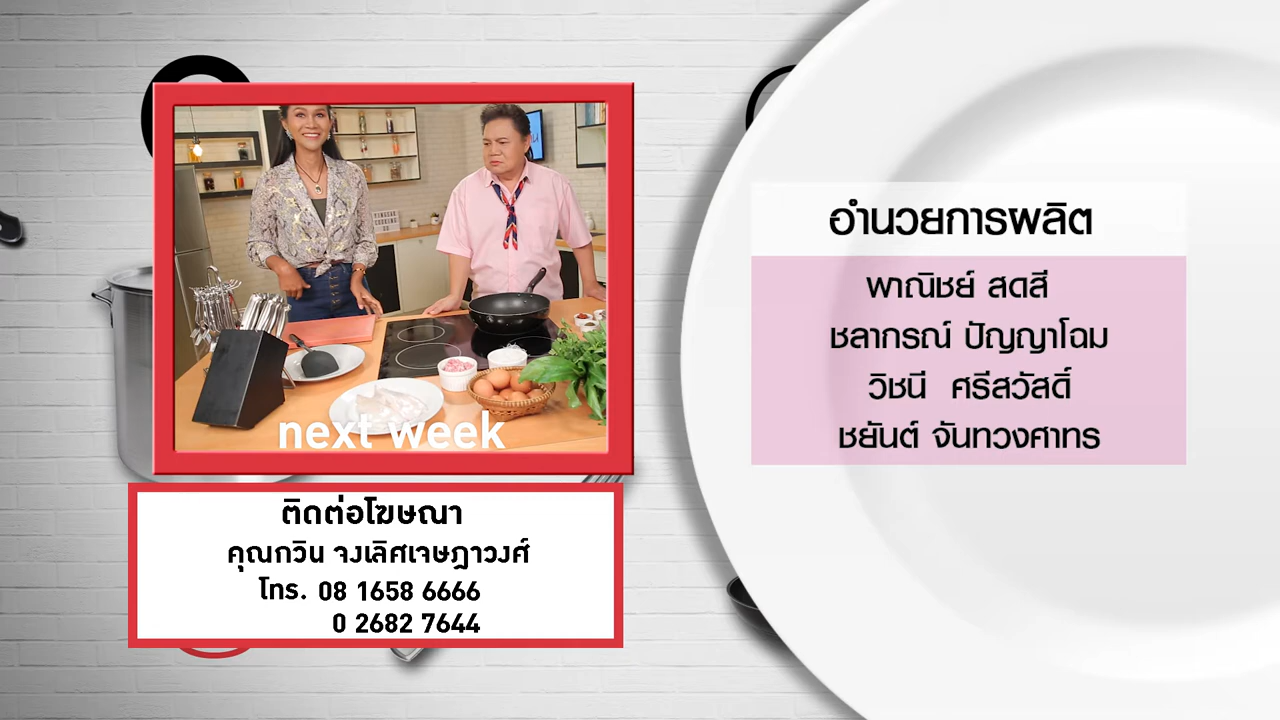 next week
ติดต่อโฆษณา
คุณกวิน จงเลิศเจษฎาวงศ์
โทร. 08 1658 6666
0 2682 7644
อำนวยการผลิต
พาณิชย์ สดสี
ชลากรณ์ ปัญญาโฉม
วิชนี ศรีสวัสดิ์
ชยันต์ จันทวงศาทร